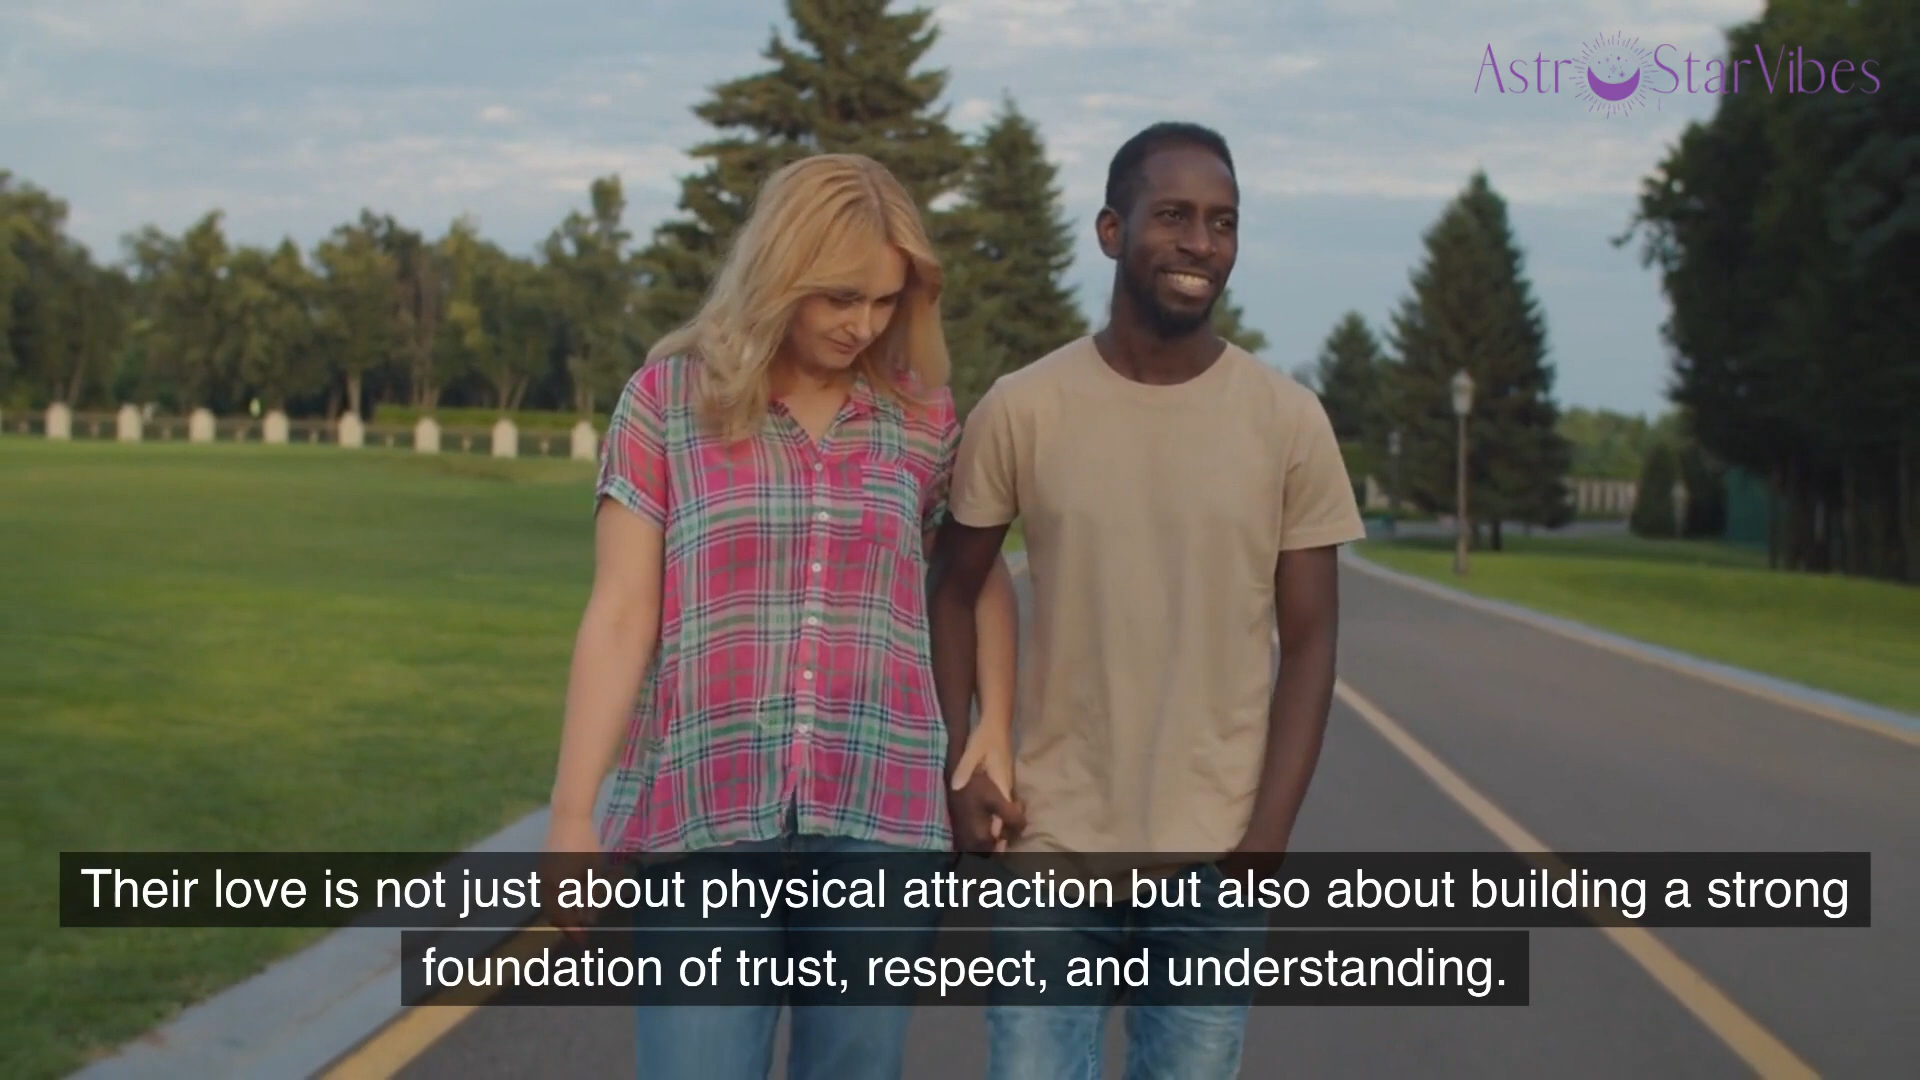 AstroStarVibes
Their love is not just about physical attraction but also about building a strong
foundation of trust, respect, and understanding.